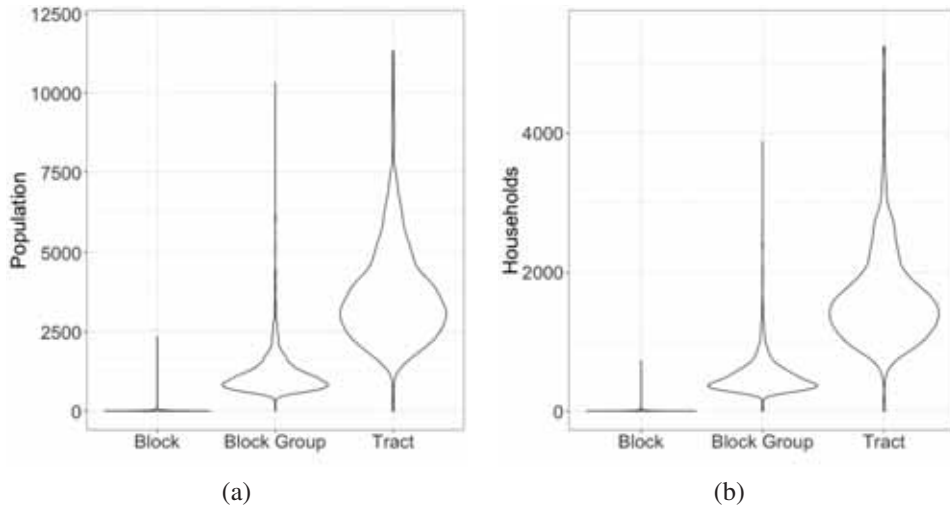 Population
12500
10000
7500
5000
2500
0
Block
Block Group
Tract
(a)
Households
4000
2000
0
Block
Block Group
Tract
(b)